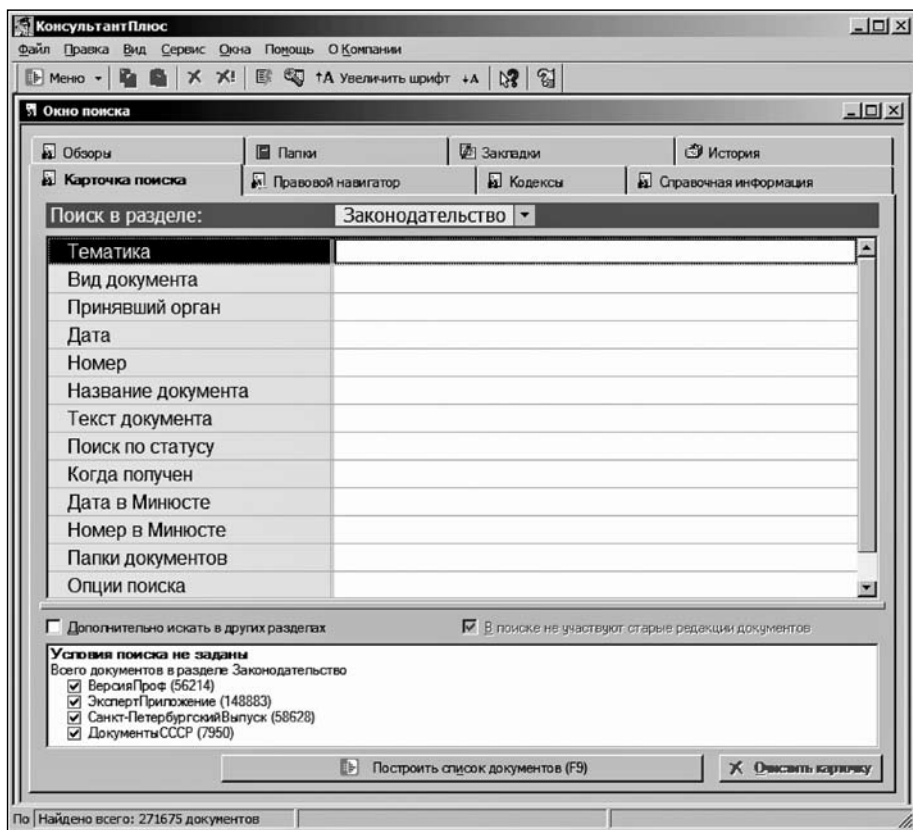 КонсультантПлюс
Файл Правка Вид Сервис Окна Помощь О Компании
Меню ↑А Увеличить шрифт ↓А
Окно поиска
Обзоры Папки Закладки История
Карточка поиска Правовой навигатор Кодексы Справочная информация
Поиск в разделе: Законодательство
Тематика
Вид документа
Принявший орган
Дата
Номер
Название документа
Текст документа
Поиск по статусу
Когда получен
Дата в Минюсте
Номер в Минюсте
Папки документов
Опции поиска
Дополнительно искать в других разделах В поиске не участвуют старые редакции документов
Условия поиска не заданы
Всего документов в разделе Законодательство
ВерсияПроф (56214)
ЭкспертПриложение (148883)
Санкт-ПетербургскийВыпуск (58628)
ДокументыСССР (7950)
Построить список документов (F9) Очистить карточку
По Найдено всего: 271675 документов